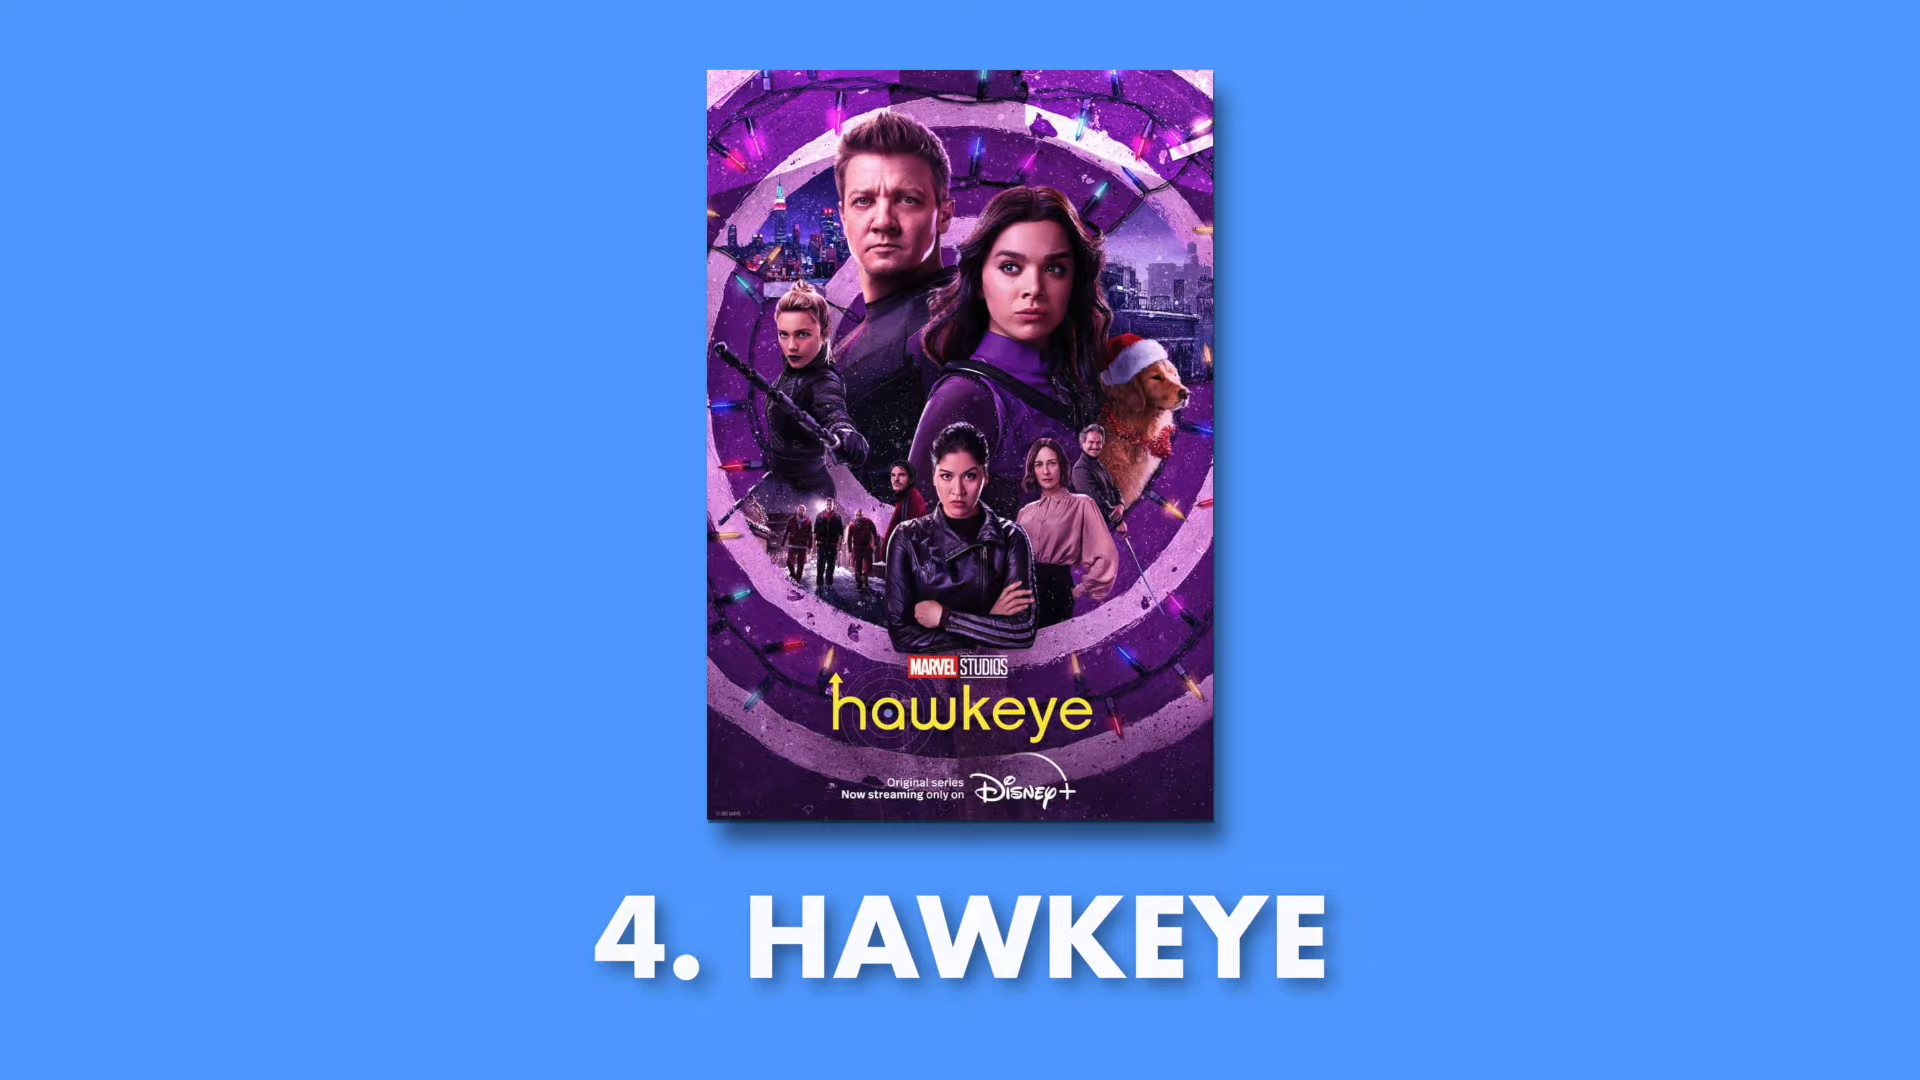 MARVEL STUDIOS
hawkeye
Original series
Now streaming only on Disney+
4. HAWKEYE